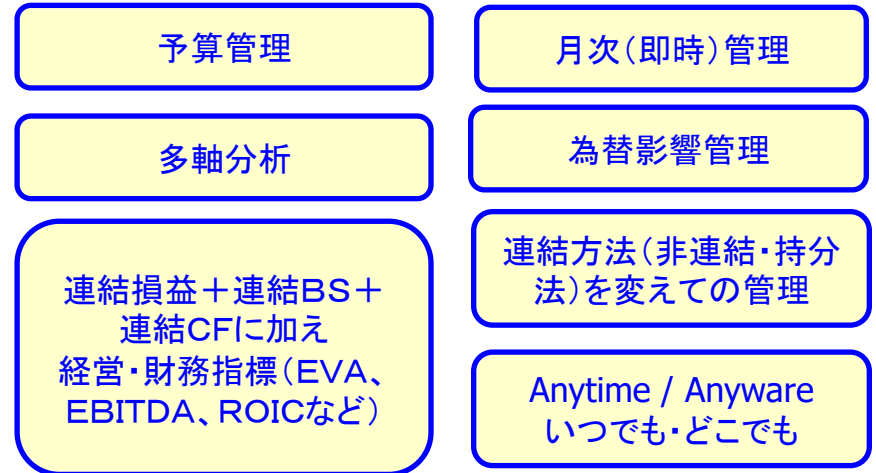 予算管理
月次(即時)管理
多軸分析
為替影響管理
連結損益＋連結ＢＳ＋
連結ＣＦに加え
経営・財務指標(ＥＶＡ、
ＥＢＩＴＤＡ、ＲＯＩＣなど)
連結方法(非連結・持分
法)を変えての管理
Anytime / Anyware
いつでも・どこでも